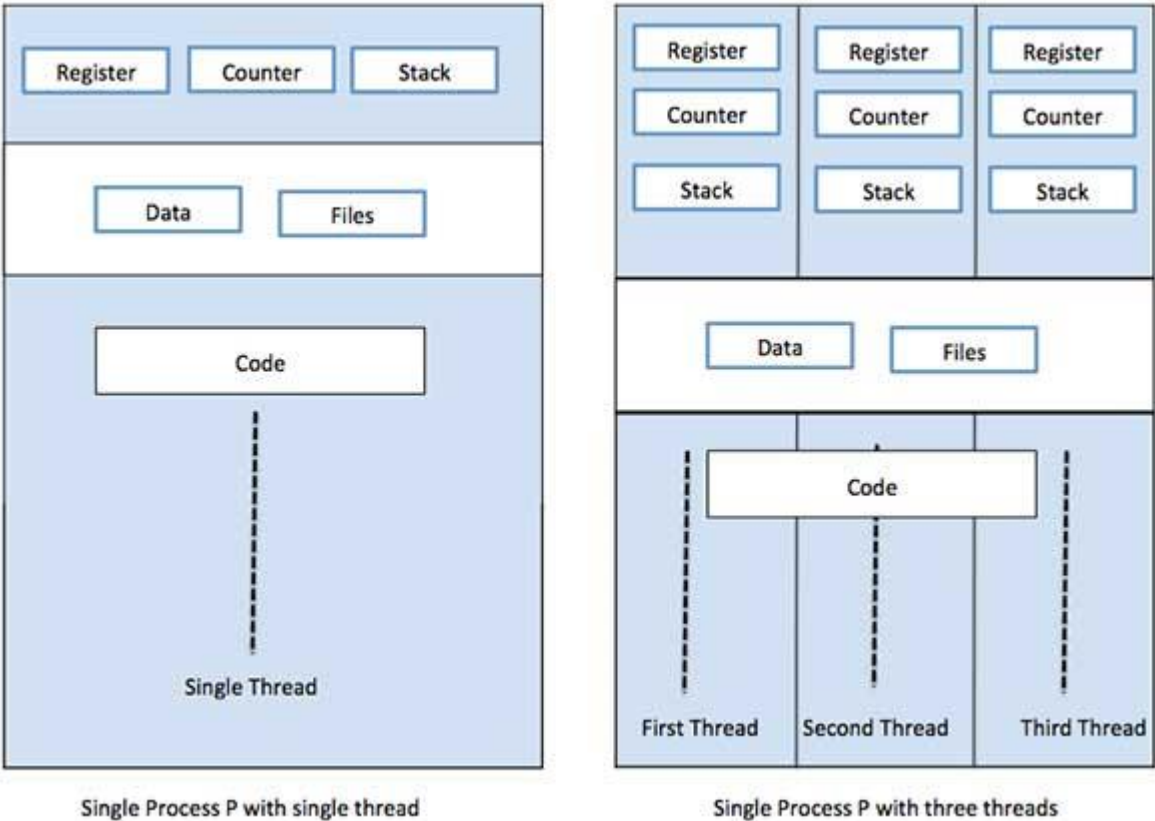 Register Counter Stack
Data Files
Code
Single Thread
Single Process P with single thread
Register Register Register
Counter Counter Counter
Stack Stack Stack
Data Files
Code
First Thread Second Thread Third Thread
Single Process P with three threads